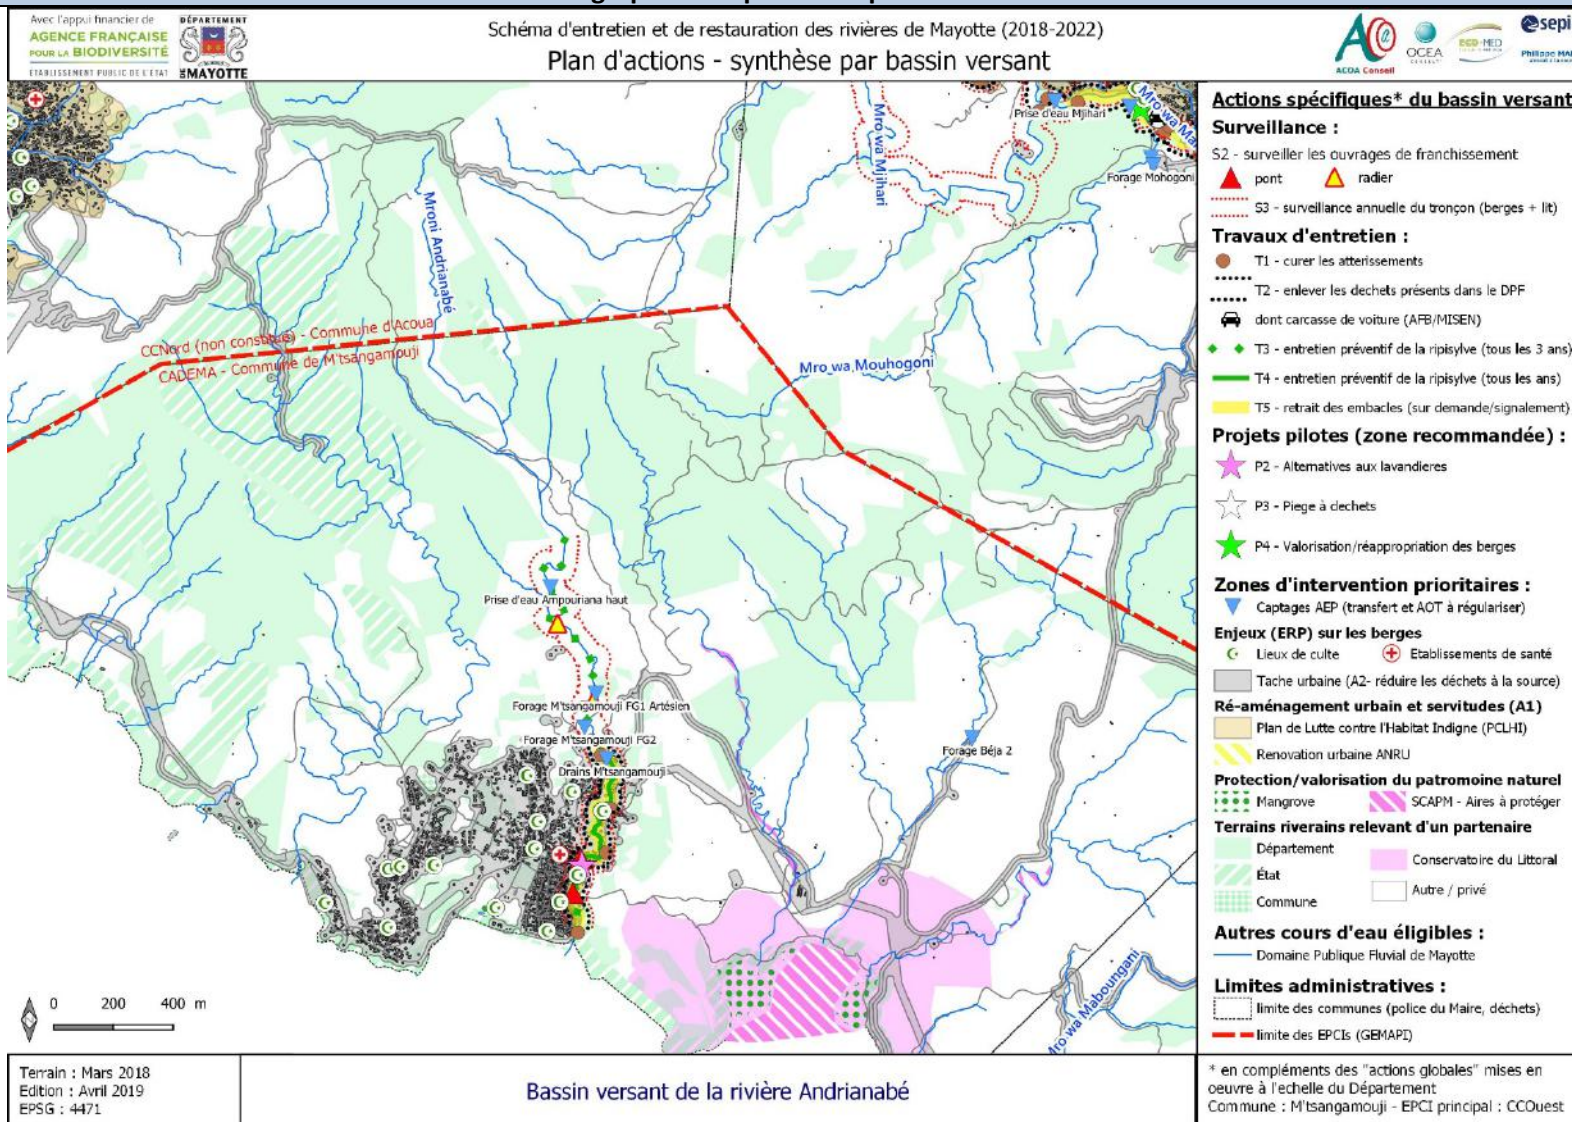 Avec l'appui financier de
AGENCE FRANÇAISE
POUR LA BIODIVERSITÉ
ÉTABLISSEMENT PUBLIC DE L'ÉTAT
DÉPARTEMENT
MAYOTTE
Schéma d'entretien et de restauration des rivières de Mayotte (2018-2022)
Plan d'actions - synthèse par bassin versant
ACOA Conseil
OCEA
ECO-MED
sepi
Mro wa Mjihari
Prise d'eau Mjihari
Forage Mohogoni
Mroni Andrianabé
CCNord (non constitué) - Commune d'Acoua
CADEMA - Commune de M'tsangamouji
Mro wa Mouhogoni
Prise d'eau Ampouriana haut
Forage M'tsangamouji FG1 Artésien
Forage M'tsangamouji FG2
Drains M'tsangamouji
Forage Béja 2
Mro wa Maboungani
0 200 400 m
Actions spécifiques* du bassin versant
Surveillance :
S2 - surveiller les ouvrages de franchissement
pont radier
S3 - surveillance annuelle du tronçon (berges + lit)
Travaux d'entretien :
T1 - curer les atterissements
T2 - enlever les dechets présents dans le DPF
dont carcasse de voiture (AFB/MISEN)
T3 - entretien préventif de la ripisylve (tous les 3 ans)
T4 - entretien préventif de la ripisylve (tous les ans)
T5 - retrait des embacles (sur demande/signalement)
Projets pilotes (zone recommandée) :
P2 - Alternatives aux lavandieres
P3 - Piege à dechets
P4 - Valorisation/réappropriation des berges
Zones d'intervention prioritaires :
Captages AEP (transfert et AOT à régulariser)
Enjeux (ERP) sur les berges
Lieux de culte Etablissements de santé
Tache urbaine (A2- réduire les déchets à la source)
Ré-aménagement urbain et servitudes (A1)
Plan de Lutte contre l'Habitat Indigne (PCLHI)
Renovation urbaine ANRU
Protection/valorisation du patromoine naturel
Mangrove SCAPM - Aires à protéger
Terrains riverains relevant d'un partenaire
Département
Conservatoire du Littoral
État
Autre / privé
Commune
Autres cours d'eau éligibles :
Domaine Publique Fluvial de Mayotte
Limites administratives :
limite des communes (police du Maire, déchets)
limite des EPCIs (GEMAPI)
Terrain : Mars 2018
Edition : Avril 2019
EPSG : 4471
Bassin versant de la rivière Andrianabé
* en compléments des "actions globales" mises en
oeuvre à l'echelle du Département
Commune : M'tsangamouji - EPCI principal : CCOuest